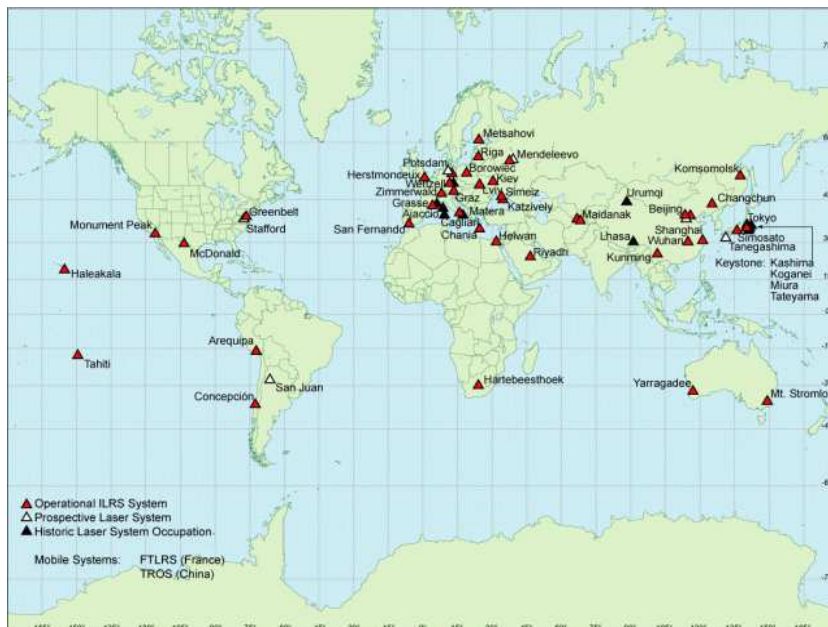 Metsahovi
Riga
Mendeleevo
Potsdam
Borowiec
Herstmonceux
Kiev
Komsomolsk
Wettzell
Lviv
Simeiz
Zimmerwald
Graz
Katzively
Urumqi
Changchun
Grasse
Greenbelt
Beijing
Ajaccio
Matera
Maidanak
Tokyo
Stafford
Cagliari
Monument Peak
San Fernando
Chania
Helwan
Shanghai
Simosato
McDonald
Lhasa
Wuhan
Tanegashima
Riyadh
Kunming
Keystone: Kashima
Koganei
Miura
Tateyama
Haleakala
Arequipa
Tahiti
San Juan
Hartebeesthoek
Yarragadee
Concepción
Mt. Stromlo
Operational ILRS System
Prospective Laser System
Historic Laser System Occupation
Mobile Systems: FTLRS (France)
TROS (China)